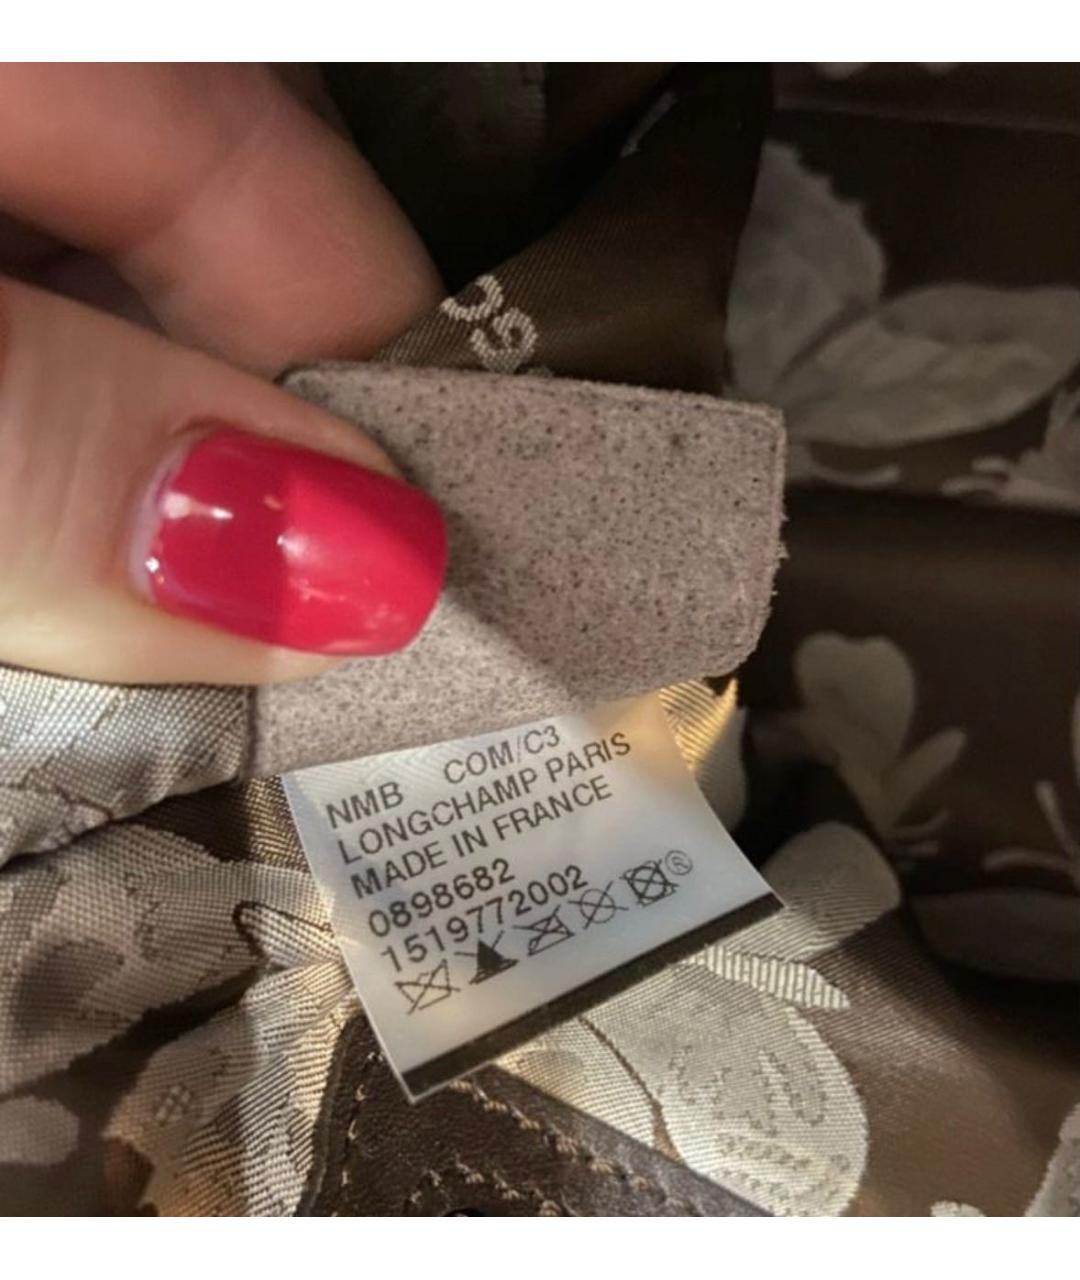 NMB COM/C3
LONGCHAMP PARIS
MADE IN FRANCE
0898682
1519772002
®